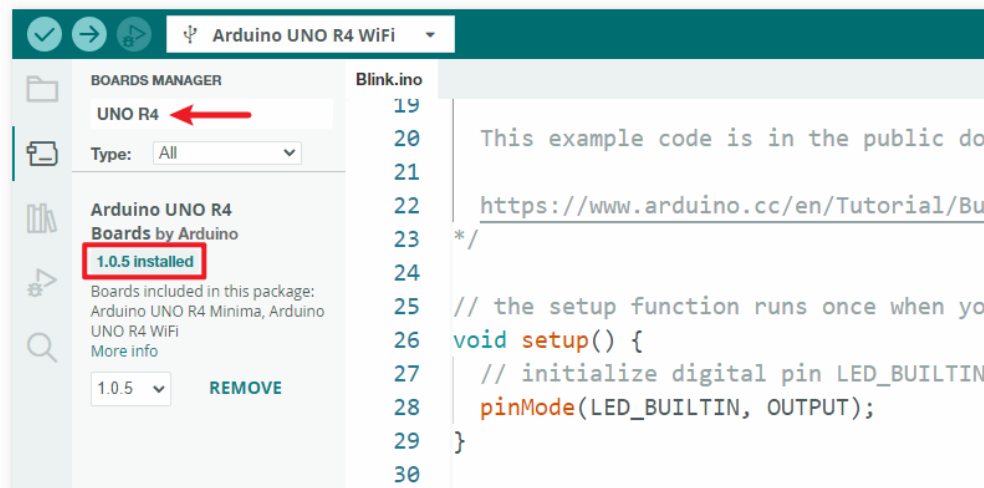 Arduino UNO R4 WiFi
BOARDS MANAGER
UNO R4
Type: All
Arduino UNO R4
Boards by Arduino
1.0.5 installed
Boards included in this package:
Arduino UNO R4 Minima, Arduino
UNO R4 WiFi
More info
1.0.5 REMOVE
Blink.ino
19
20 This example code is in the public do
21
22 https://www.arduino.cc/en/Tutorial/Bu
23 */
24
25 // the setup function runs once when yo
26 void setup() {
27 // initialize digital pin LED_BUILTIN
28 pinMode(LED_BUILTIN, OUTPUT);
29 }
30